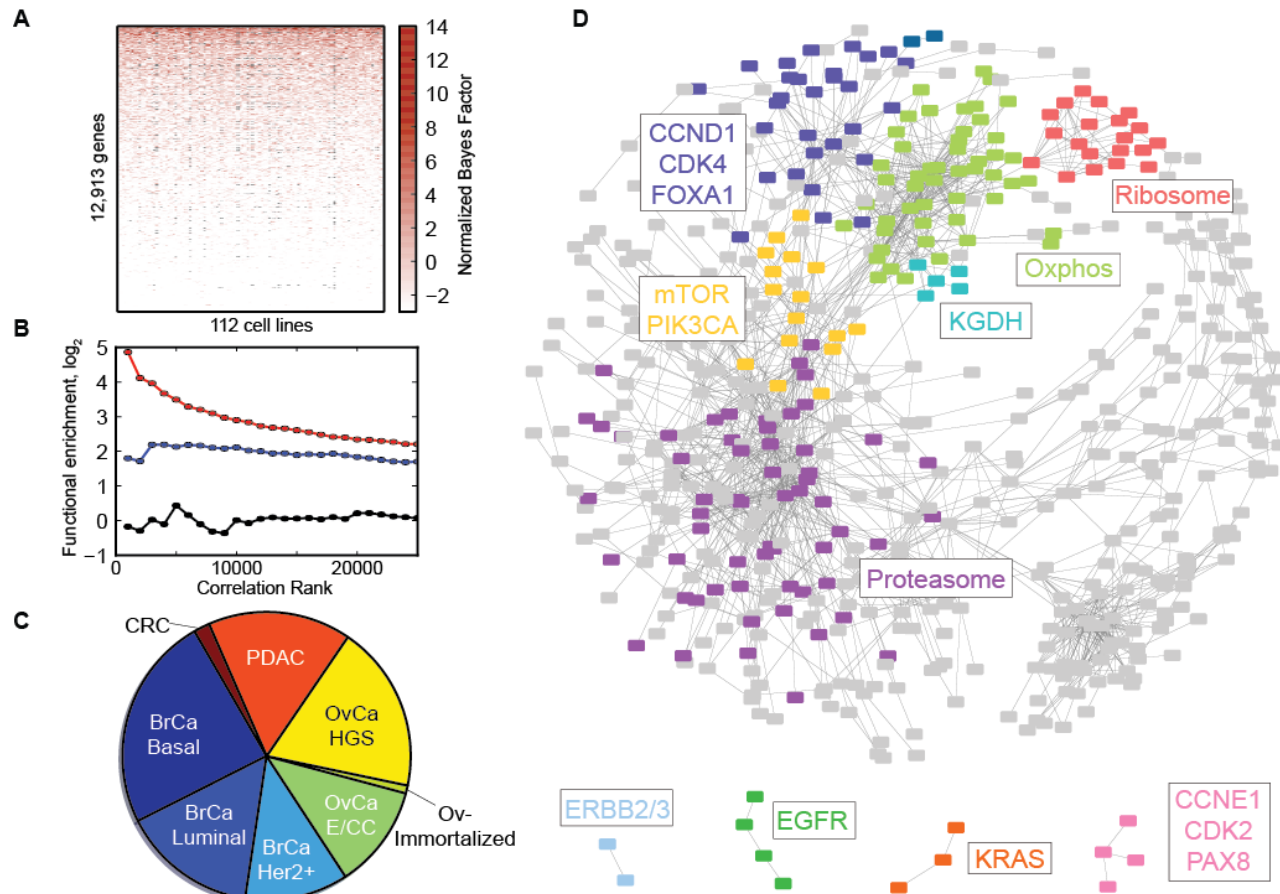 A
12,913 genes
112 cell lines
14
12
10
8
6
4
2
0
−2
Normalized Bayes Factor
B
Functional enrichment, log2
5
4
3
2
1
0
−1
0
10000
20000
Correlation Rank
C
CRC
PDAC
OvCa
HGS
Ov-
Immortalized
OvCa
E/CC
BrCa
Her2+
BrCa
Luminal
BrCa
Basal
D
CCND1
CDK4
FOXA1
Ribosome
Oxphos
mTOR
PIK3CA
KGDH
Proteasome
ERBB2/3
EGFR
KRAS
CCNE1
CDK2
PAX8